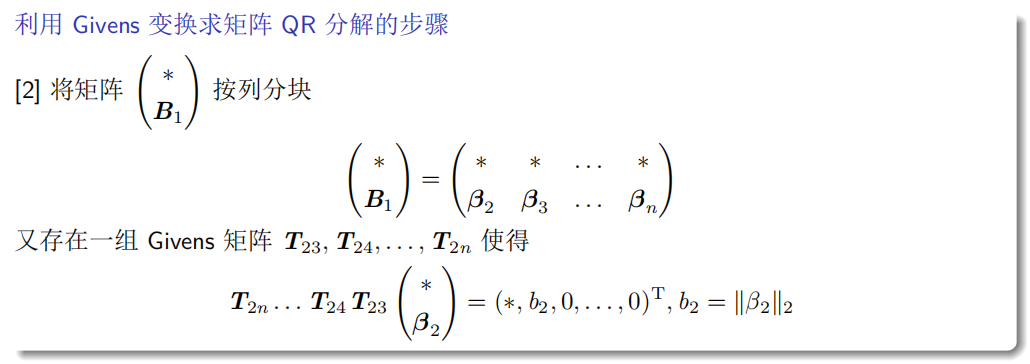 利用 Givens 变换求矩阵 QR 分解的步骤
[2] 将矩阵 $\begin{pmatrix} * \\ \boldsymbol{B}_1 \end{pmatrix}$ 按列分块
$\begin{pmatrix} * \\ \boldsymbol{B}_1 \end{pmatrix} = \begin{pmatrix} * & * & \dots & * \\ \boldsymbol{\beta}_2 & \boldsymbol{\beta}_3 & \dots & \boldsymbol{\beta}_n \end{pmatrix}$
又存在一组 Givens 矩阵 $\boldsymbol{T}_{23}, \boldsymbol{T}_{24}, \dots, \boldsymbol{T}_{2n}$ 使得
$\boldsymbol{T}_{2n} \dots \boldsymbol{T}_{24} \boldsymbol{T}_{23} \begin{pmatrix} * \\ \boldsymbol{\beta}_2 \end{pmatrix} = (*, b_2, 0, \dots, 0)^{\mathrm{T}}, b_2 = \|\beta_2\|_2$